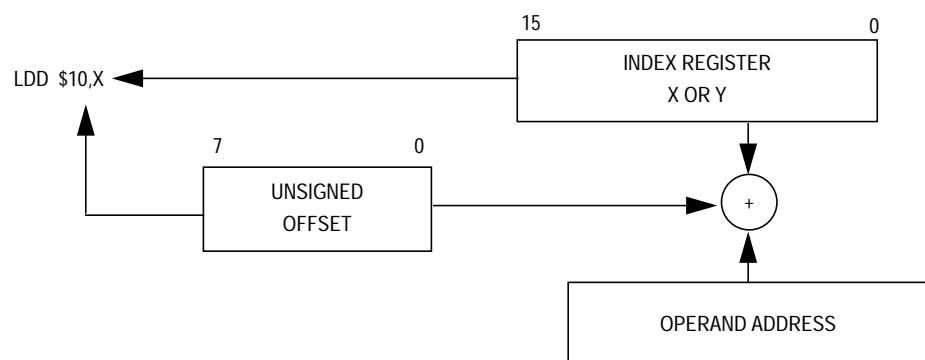 15 0
INDEX REGISTER
X OR Y
LDD $10,X
7 0
UNSIGNED
OFFSET
+
OPERAND ADDRESS